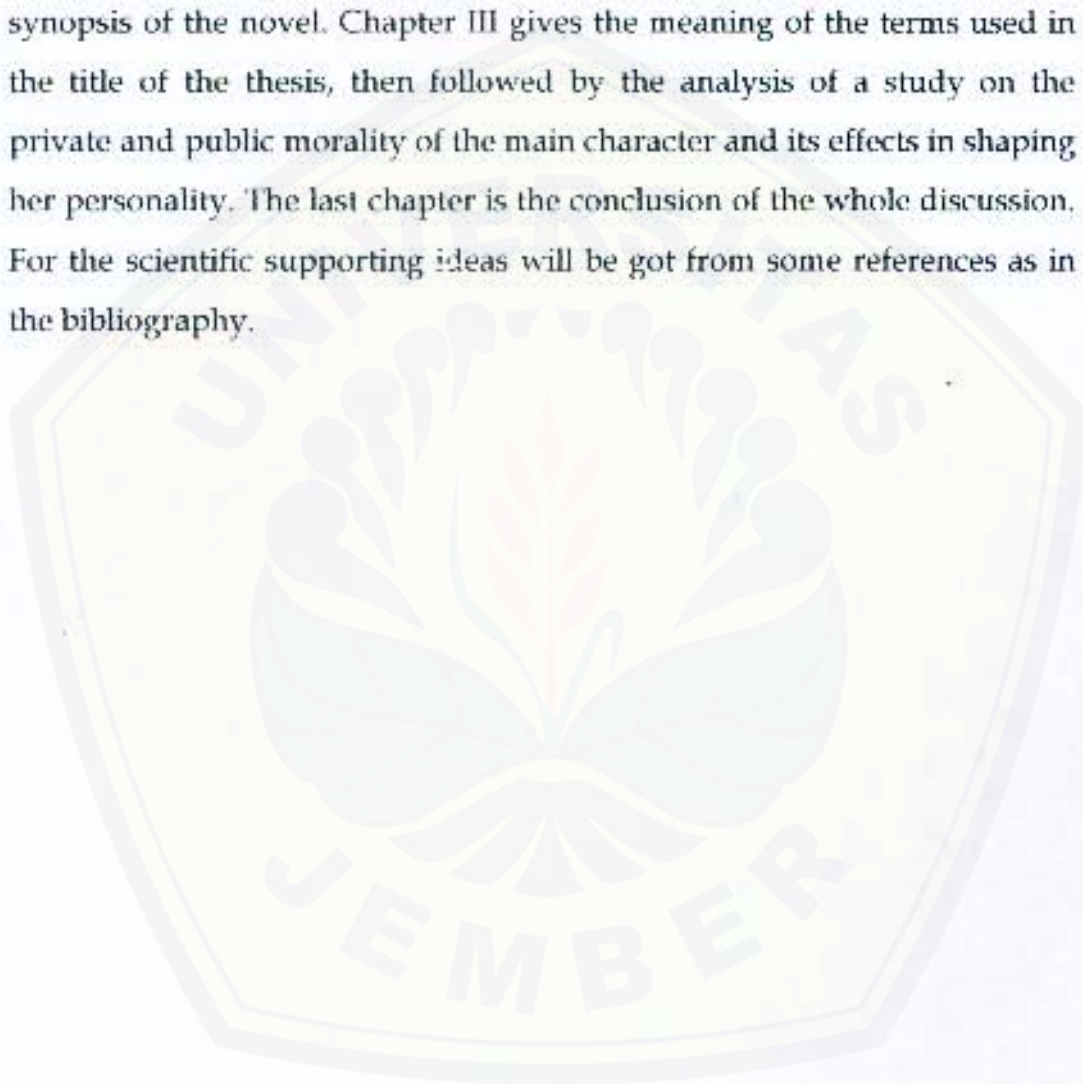 synopsis of the novel. Chapter III gives the meaning of the terms used in
the title of the thesis, then followed by the analysis of a study on the
private and public morality of the main character and its effects in shaping
her personality. The last chapter is the conclusion of the whole discussion.
For the scientific supporting ideas will be got from some references as in
the bibliography.
UNIVERSITAS
JEMBER